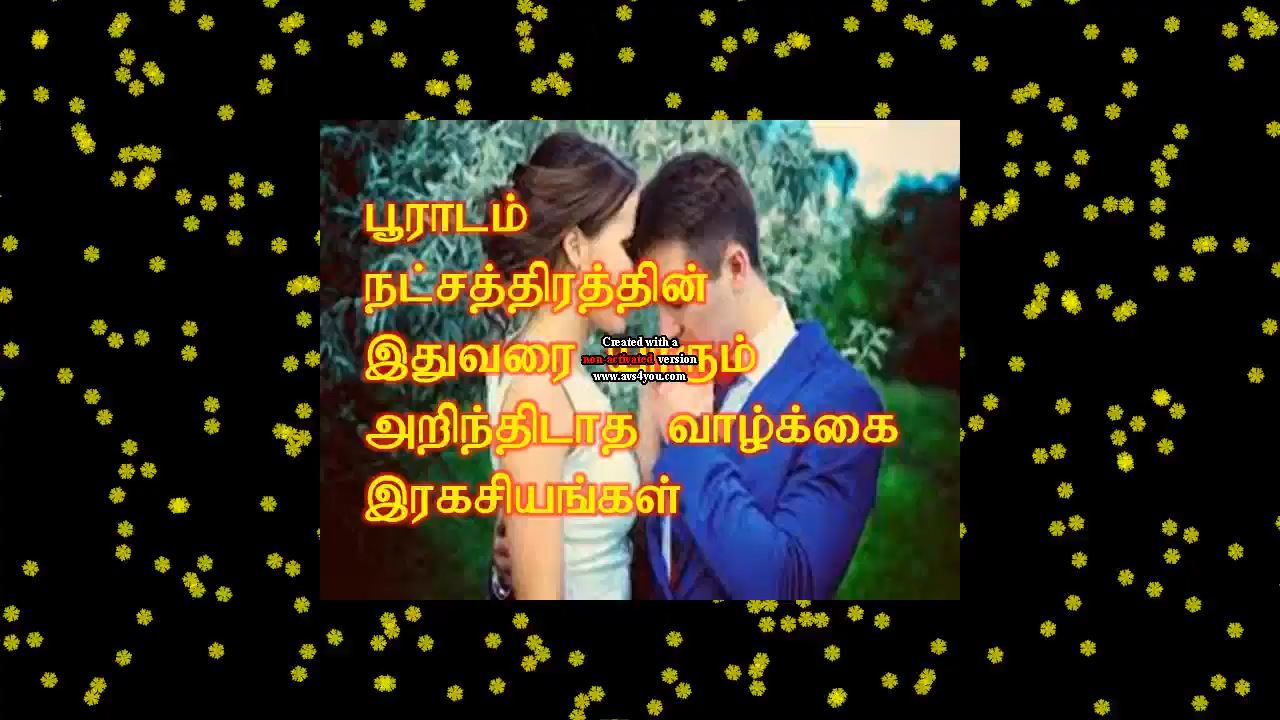 பூராடம்
நட்சத்திரத்தின்
இதுவரை யாரும்
அறிந்திடாத வாழ்க்கை
இரகசியங்கள்
Created with a
non-activated version
www.avs4you.com